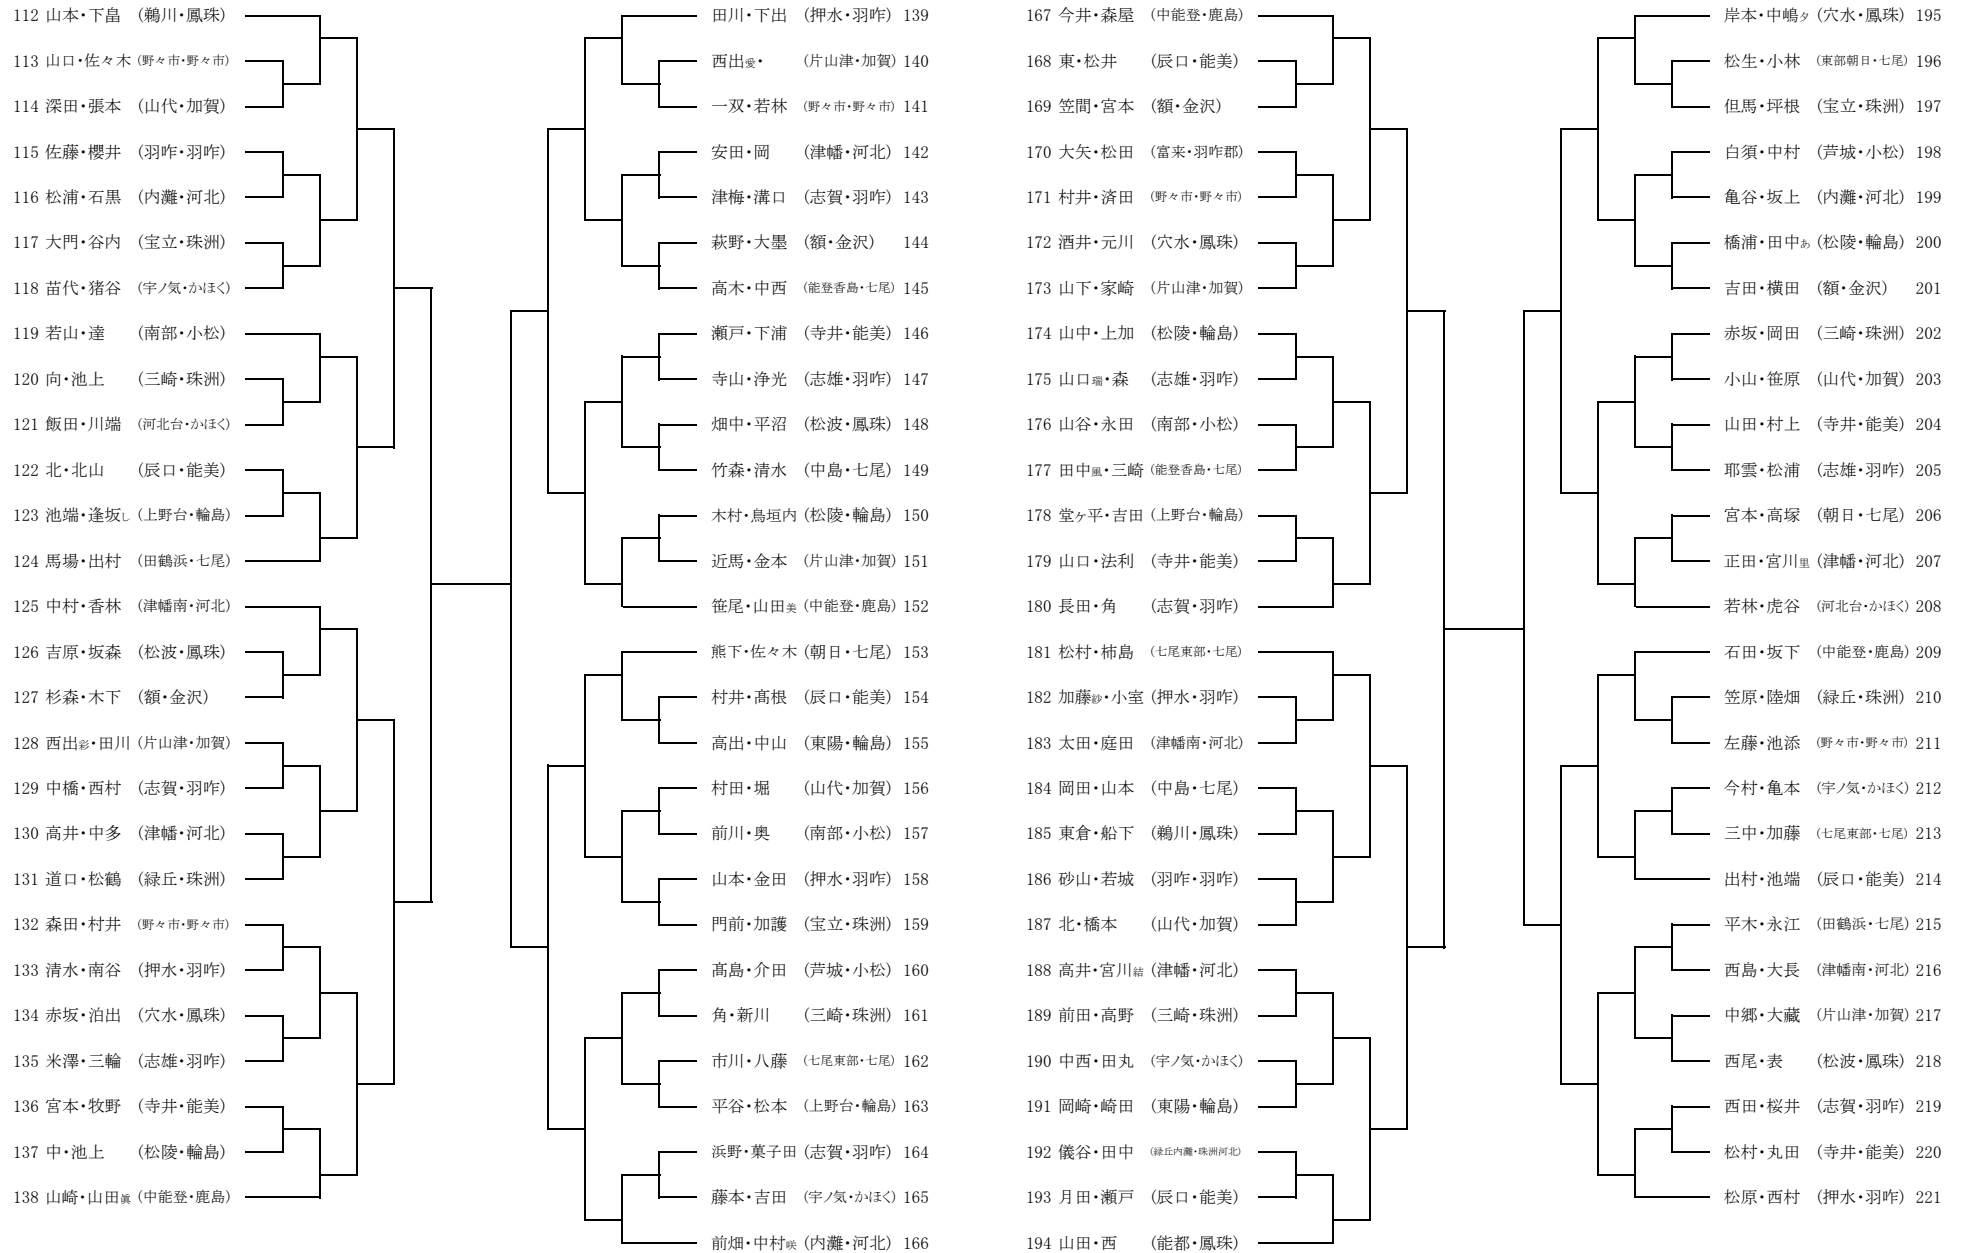 112 山本・下畠 (鵜川・鳳珠)
113 山口・佐々木 (野々市・野々市)
114 深田・張本 (山代・加賀)
115 佐藤・櫻井 (羽咋・羽咋)
116 松浦・石黒 (内灘・河北)
117 大門・谷内 (宝立・珠洲)
118 苗代・猪谷 (宇ノ気・かほく)
119 若山・達 (南部・小松)
120 向・池上 (三崎・珠洲)
121 飯田・川端 (河北台・かほく)
122 北・北山 (辰口・能美)
123 池端・逢坂し (上野台・輪島)
124 馬場・出村 (田鶴浜・七尾)
125 中村・香林 (津幡南・河北)
126 吉原・坂森 (松波・鳳珠)
127 杉森・木下 (額・金沢)
128 西出彩・田川 (片山津・加賀)
129 中橋・西村 (志賀・羽咋)
130 高井・中多 (津幡・河北)
131 道口・松鶴 (緑丘・珠洲)
132 森田・村井 (野々市・野々市)
133 清水・南谷 (押水・羽咋)
134 赤坂・泊出 (穴水・鳳珠)
135 米澤・三輪 (志雄・羽咋)
136 宮本・牧野 (寺井・能美)
137 中・池上 (松陵・輪島)
138 山崎・山田眞 (中能登・鹿島)
田川・下出 (押水・羽咋) 139
西出愛・ (片山津・加賀) 140
一双・若林 (野々市・野々市) 141
安田・岡 (津幡・河北) 142
津梅・溝口 (志賀・羽咋) 143
萩野・大墨 (額・金沢) 144
高木・中西 (能登香島・七尾) 145
瀬戸・下浦 (寺井・能美) 146
寺山・浄光 (志雄・羽咋) 147
畑中・平沼 (松波・鳳珠) 148
竹森・清水 (中島・七尾) 149
木村・鳥垣内 (松陵・輪島) 150
近馬・金本 (片山津・加賀) 151
笹尾・山田美 (中能登・鹿島) 152
熊下・佐々木 (朝日・七尾) 153
村井・髙根 (辰口・能美) 154
高出・中山 (東陽・輪島) 155
村田・堀 (山代・加賀) 156
前川・奥 (南部・小松) 157
山本・金田 (押水・羽咋) 158
門前・加護 (宝立・珠洲) 159
髙島・介田 (芦城・小松) 160
角・新川 (三崎・珠洲) 161
市川・八藤 (七尾東部・七尾) 162
平谷・松本 (上野台・輪島) 163
浜野・菓子田 (志賀・羽咋) 164
藤本・吉田 (宇ノ気・かほく) 165
前畑・中村咲 (内灘・河北) 166
167 今井・森屋 (中能登・鹿島)
168 東・松井 (辰口・能美)
169 笠間・宮本 (額・金沢)
170 大矢・松田 (富来・羽咋郡)
171 村井・済田 (野々市・野々市)
172 酒井・元川 (穴水・鳳珠)
173 山下・家崎 (片山津・加賀)
174 山中・上加 (松陵・輪島)
175 山口瑞・森 (志雄・羽咋)
176 山谷・永田 (南部・小松)
177 田中風・三崎 (能登香島・七尾)
178 堂ヶ平・吉田 (上野台・輪島)
179 山口・法利 (寺井・能美)
180 長田・角 (志賀・羽咋)
181 松村・柿島 (七尾東部・七尾)
182 加藤紗・小室 (押水・羽咋)
183 太田・庭田 (津幡南・河北)
184 岡田・山本 (中島・七尾)
185 東倉・船下 (鵜川・鳳珠)
186 砂山・若城 (羽咋・羽咋)
187 北・橋本 (山代・加賀)
188 高井・宮川結 (津幡・河北)
189 前田・高野 (三崎・珠洲)
190 中西・田丸 (宇ノ気・かほく)
191 岡崎・崎田 (東陽・輪島)
192 儀谷・田中 (緑丘内灘・珠洲河北)
193 月田・瀬戸 (辰口・能美)
194 山田・西 (能都・鳳珠)
岸本・中嶋夕 (穴水・鳳珠) 195
松生・小林 (東部朝日・七尾) 196
但馬・坪根 (宝立・珠洲) 197
白須・中村 (芦城・小松) 198
亀谷・坂上 (内灘・河北) 199
橋浦・田中あ (松陵・輪島) 200
吉田・横田 (額・金沢) 201
赤坂・岡田 (三崎・珠洲) 202
小山・笹原 (山代・加賀) 203
山田・村上 (寺井・能美) 204
耶雲・松浦 (志雄・羽咋) 205
宮本・高塚 (朝日・七尾) 206
正田・宮川里 (津幡・河北) 207
若林・虎谷 (河北台・かほく) 208
石田・坂下 (中能登・鹿島) 209
笠原・陸畑 (緑丘・珠洲) 210
左藤・池添 (野々市・野々市) 211
今村・亀本 (宇ノ気・かほく) 212
三中・加藤 (七尾東部・七尾) 213
出村・池端 (辰口・能美) 214
平木・永江 (田鶴浜・七尾) 215
西島・大長 (津幡南・河北) 216
中郷・大蔵 (片山津・加賀) 217
西尾・表 (松波・鳳珠) 218
西田・桜井 (志賀・羽咋) 219
松村・丸田 (寺井・能美) 220
松原・西村 (押水・羽咋) 221